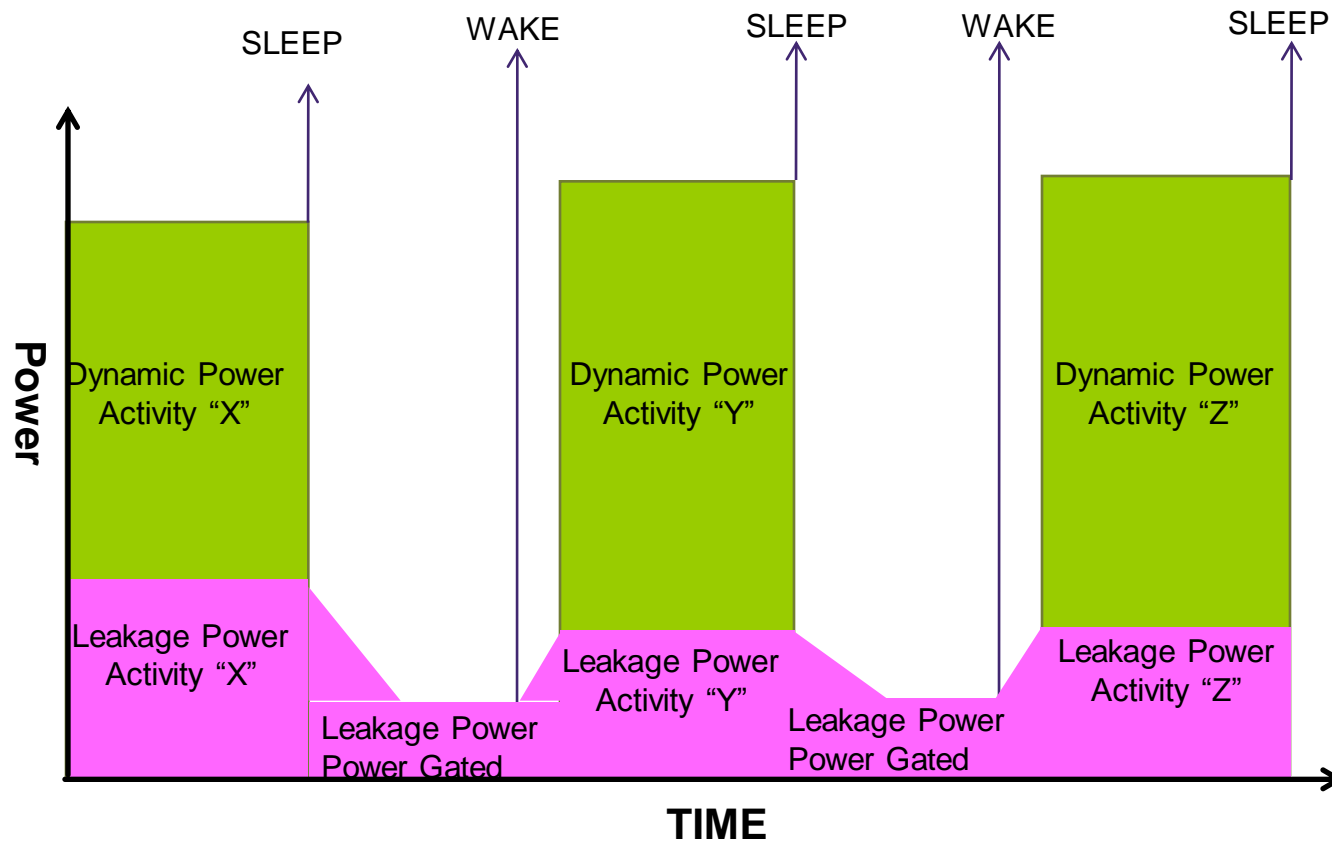 SLEEP
WAKE
SLEEP
WAKE
SLEEP
Power
Dynamic Power
Activity “X”
Dynamic Power
Activity “Y”
Dynamic Power
Activity “Z”
Leakage Power
Activity “X”
Leakage Power
Power Gated
Leakage Power
Activity “Y”
Leakage Power
Power Gated
Leakage Power
Activity “Z”
TIME